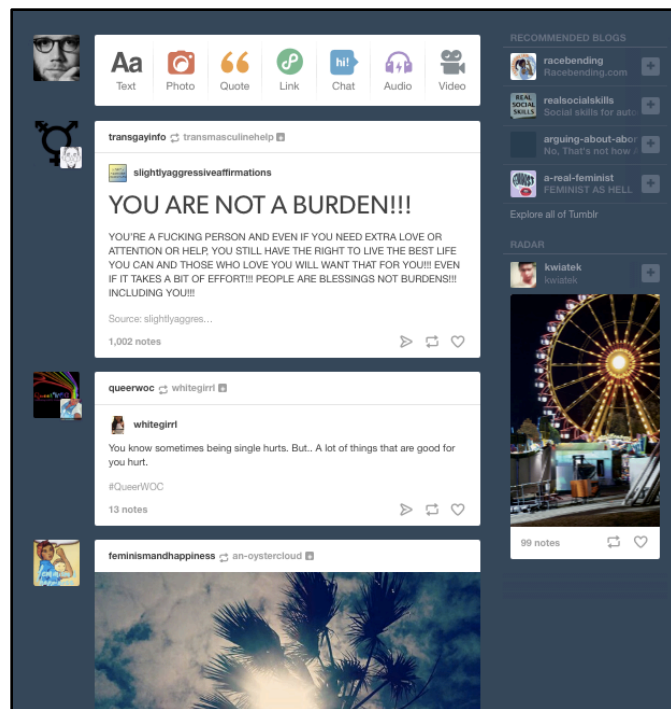 Aa
Text
Photo
Quote
Link
hi!
Chat
Audio
Video
transgayinfo transmasculinehelp
slightlyaggressiveaffirmations
YOU ARE NOT A BURDEN!!!
YOU'RE A FUCKING PERSON AND EVEN IF YOU NEED EXTRA LOVE OR
ATTENTION OR HELP, YOU STILL HAVE THE RIGHT TO LIVE THE BEST LIFE
YOU CAN AND THOSE WHO LOVE YOU WILL WANT THAT FOR YOU!!! EVEN
IF IT TAKES A BIT OF EFFORT!!! PEOPLE ARE BLESSINGS NOT BURDENS!!!
INCLUDING YOU!!!
Source: slightlyaggres…
1,002 notes
queerwoc whitegirrl
whitegirrl
You know sometimes being single hurts. But.. A lot of things that are good for
you hurt.
#QueerWOC
13 notes
feminismandhappiness an-oystercloud
RECOMMENDED BLOGS
racebending
Racebending.com
REAL
SOCIAL
SKILLS
realsocialskills
Social skills for auto
arguing-about-abor
No, That's not how A
a-real-feminist
FEMINIST AS HELL
Explore all of Tumblr
RADAR
kwiatek
kwiatek
99 notes